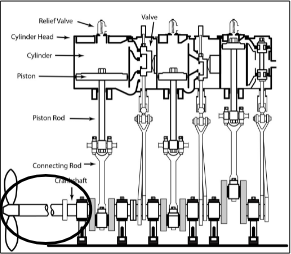 Relief Valve
Valve
Cylinder Head
Cylinder
Piston
Piston Rod
Connecting Rod
Crankshaft